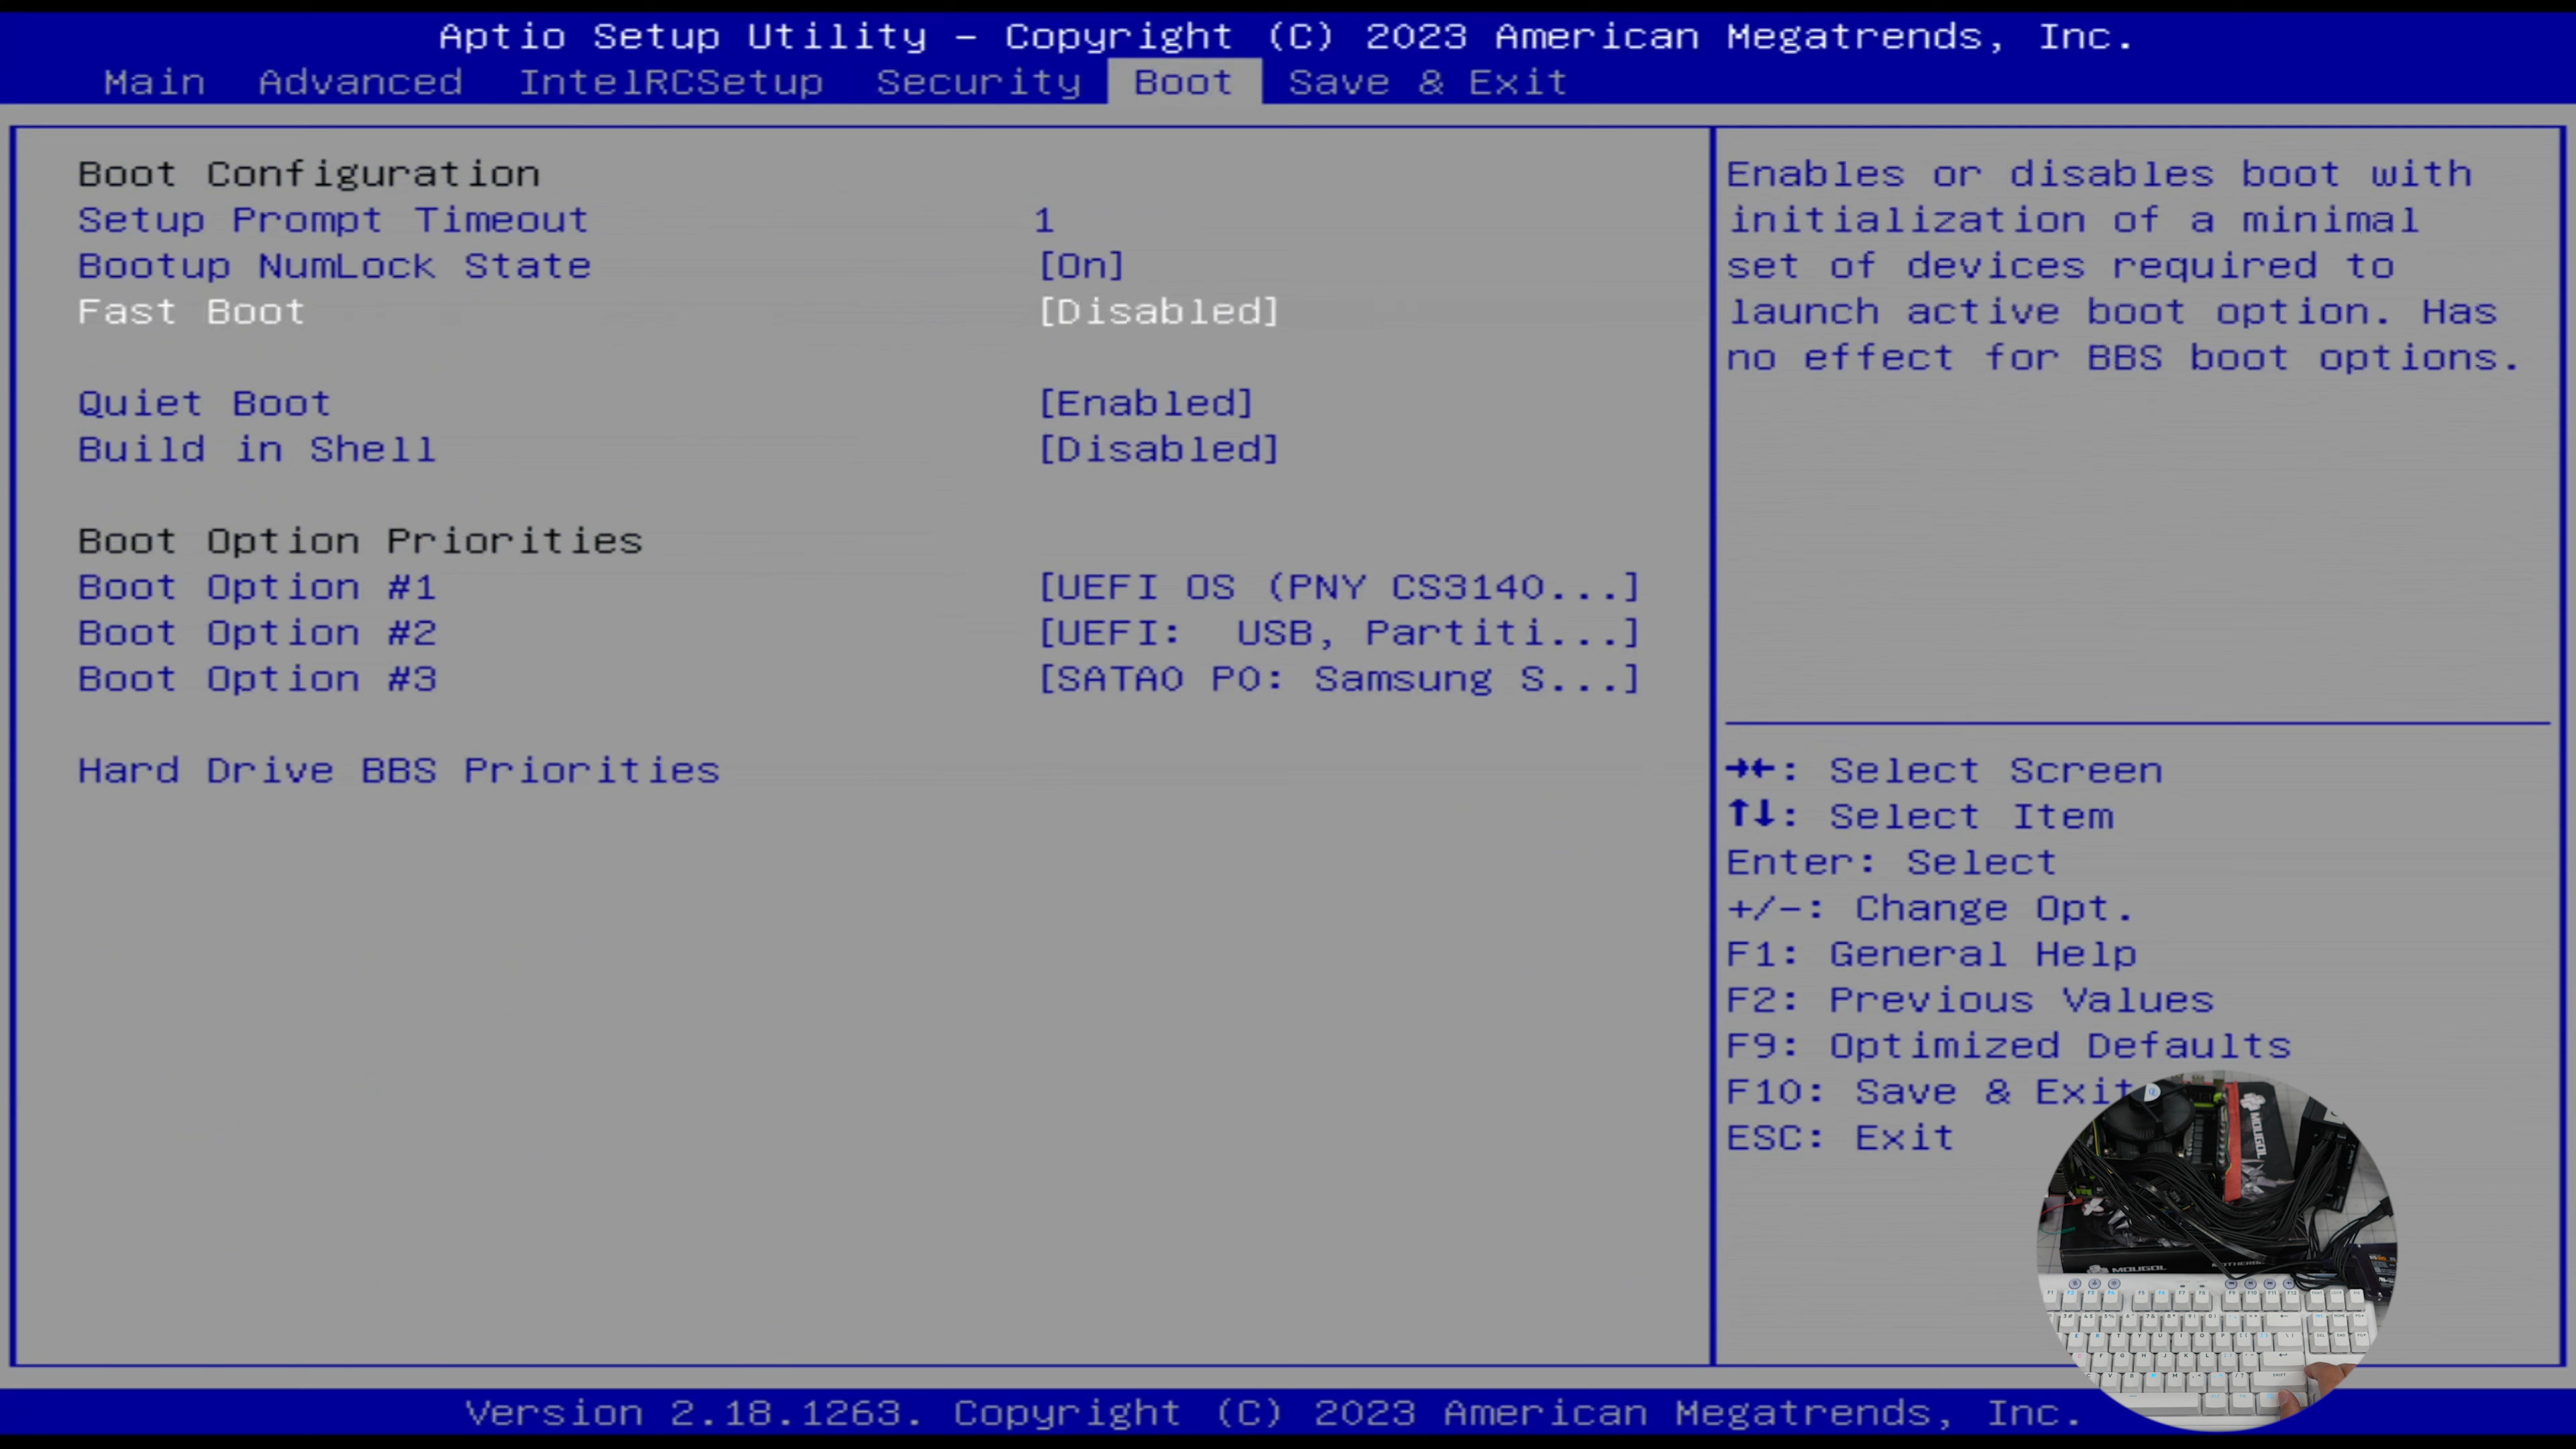 Aptio Setup Utility – Copyright (C) 2023 American Megatrends, Inc.
Main Advanced IntelRCSetup Security Boot Save & Exit
Boot Configuration
Setup Prompt Timeout 1
Bootup NumLock State [On]
Fast Boot [Disabled]
Quiet Boot [Enabled]
Build in Shell [Disabled]
Boot Option Priorities
Boot Option #1 [UEFI OS (PNY CS3140...]
Boot Option #2 [UEFI:  USB, Partiti...]
Boot Option #3 [SATA0 P0: Samsung S...]
Hard Drive BBS Priorities
Enables or disables boot with
initialization of a minimal
set of devices required to
launch active boot option. Has
no effect for BBS boot options.
→←: Select Screen
↑↓: Select Item
Enter: Select
+/-: Change Opt.
F1: General Help
F2: Previous Values
F9: Optimized Defaults
F10: Save & Exit
ESC: Exit
MOUGOL
MOUGOL
Version 2.18.1263. Copyright (C) 2023 American Megatrends, Inc.